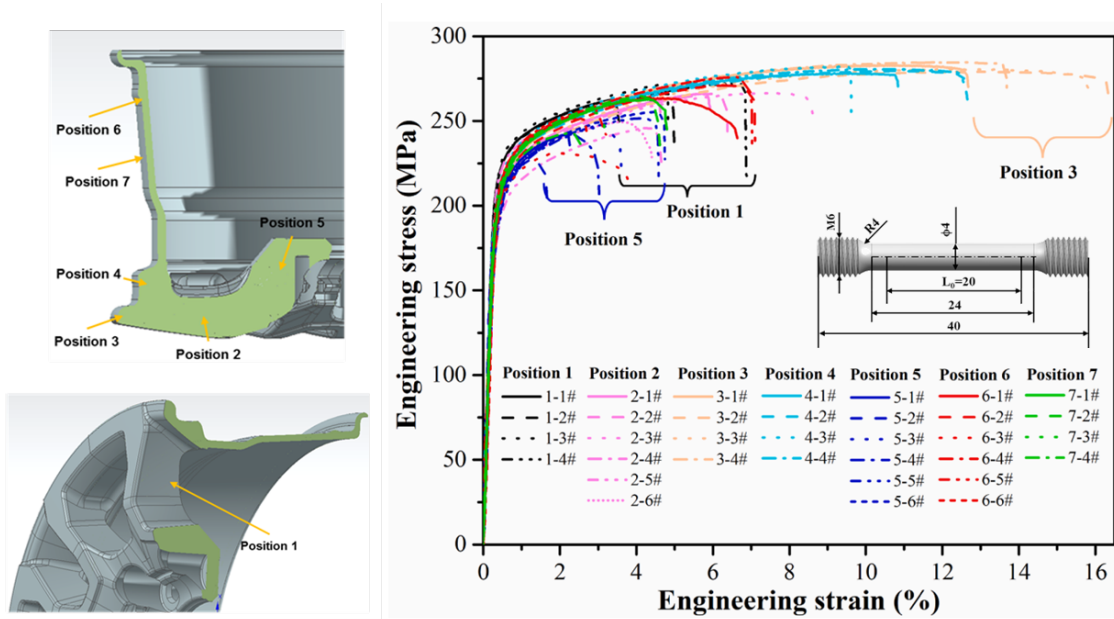 Position 6
Position 7
Position 5
Position 4
Position 3
Position 2
Position 1
Engineering stress (MPa)
300
250
200
150
100
50
0
0 2 4 6 8 10 12 14 16
Engineering strain (%)
Position 5
Position 1
Position 3
M6
R4
ϕ4
L₀=20
24
40
Position 1 Position 2 Position 3 Position 4 Position 5 Position 6 Position 7
1-1# 2-1# 3-1# 4-1# 5-1# 6-1# 7-1#
1-2# 2-2# 3-2# 4-2# 5-2# 6-2# 7-2#
1-3# 2-3# 3-3# 4-3# 5-3# 6-3# 7-3#
1-4# 2-4# 3-4# 4-4# 5-4# 6-4# 7-4#
2-5# 5-5# 6-5#
2-6# 5-6# 6-6#